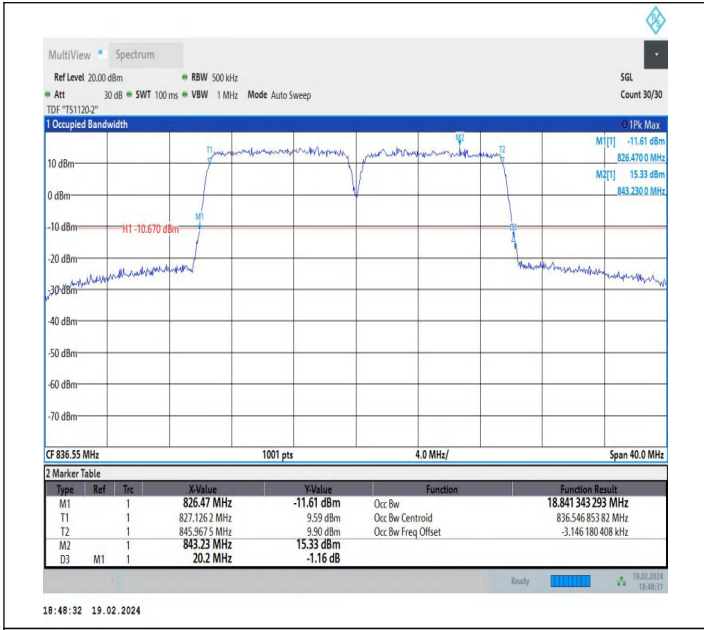 MultiView Spectrum
Ref Level 20.00 dBm RBW 500 kHz SGL
Att 30 dB SWT 100 ms VBW 1 MHz Mode Auto Sweep Count 30/30
TDF "TS1120-2"
1 Occupied Bandwidth 1Pk Max
M1[1] -11.61 dBm
826.4700 MHz
M2[1] 15.33 dBm
843.2300 MHz
T1 M2 T2
10 dBm
0 dBm
M1
-10 dBm H1 -10.670 dBm D3
-20 dBm
-30 dBm
-40 dBm
-50 dBm
-60 dBm
-70 dBm
CF 836.55 MHz 1001 pts 4.0 MHz/ Span 40.0 MHz
2 Marker Table
Type Ref Trc X-Value Y-Value Function Function Result
M1 1 826.47 MHz -11.61 dBm Occ Bw 18.841 343 293 MHz
T1 1 827.126 2 MHz 9.59 dBm Occ Bw Centroid 836.546 853 82 MHz
T2 1 845.967 5 MHz 9.90 dBm Occ Bw Freq Offset -3.146 180 408 kHz
M2 1 843.23 MHz 15.33 dBm
D3 M1 1 20.2 MHz -1.16 dB
Ready 19.02.2024
18:48:31
18:48:32 19.02.2024